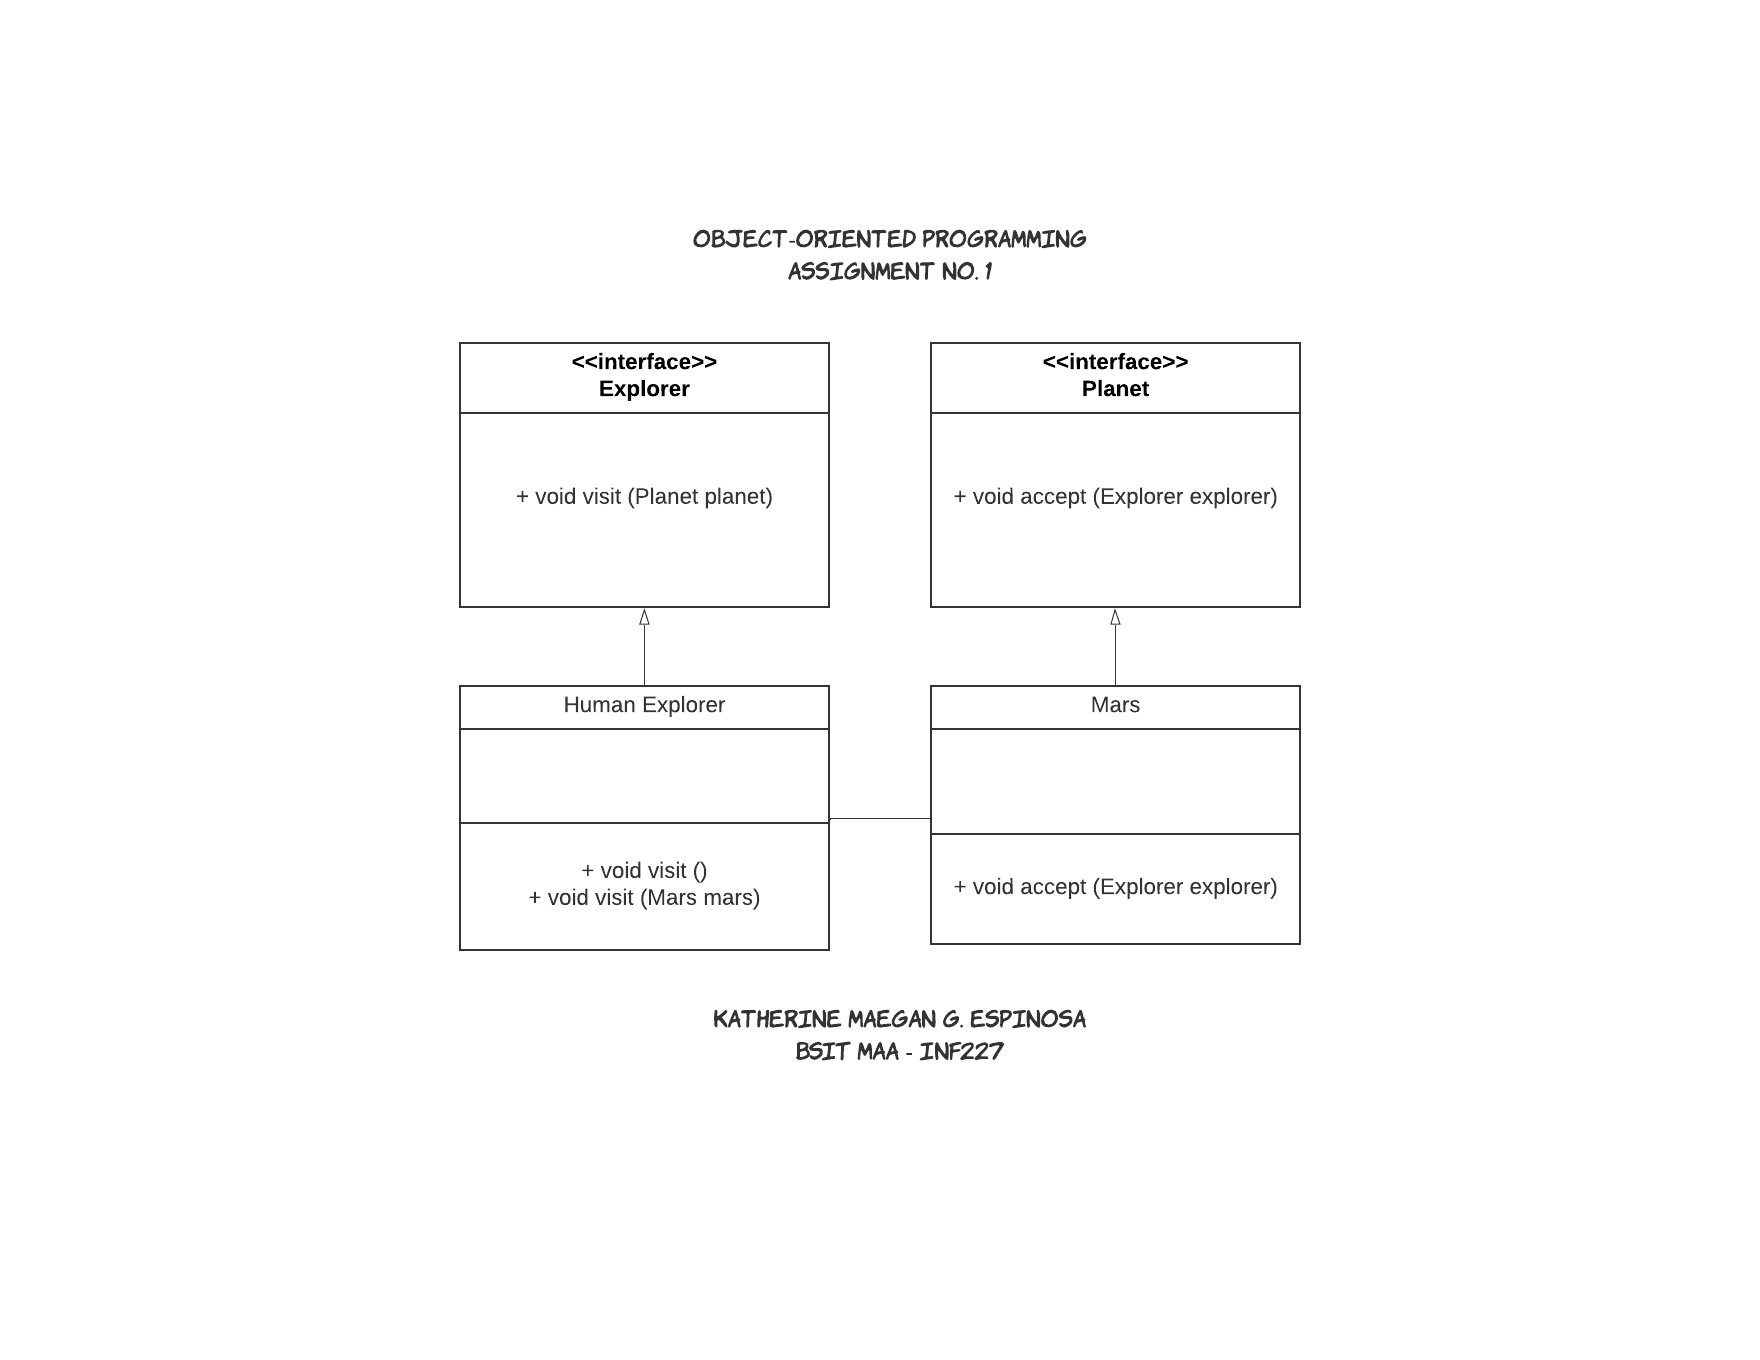 OBJECT-ORIENTED PROGRAMMING
ASSIGNMENT NO. 1
<<interface>>
Explorer
+ void visit (Planet planet)
<<interface>>
Planet
+ void accept (Explorer explorer)
Human Explorer
+ void visit ()
+ void visit (Mars mars)
Mars
+ void accept (Explorer explorer)
KATHERINE MAEGAN G. ESPINOSA
BSIT MAA - INF227